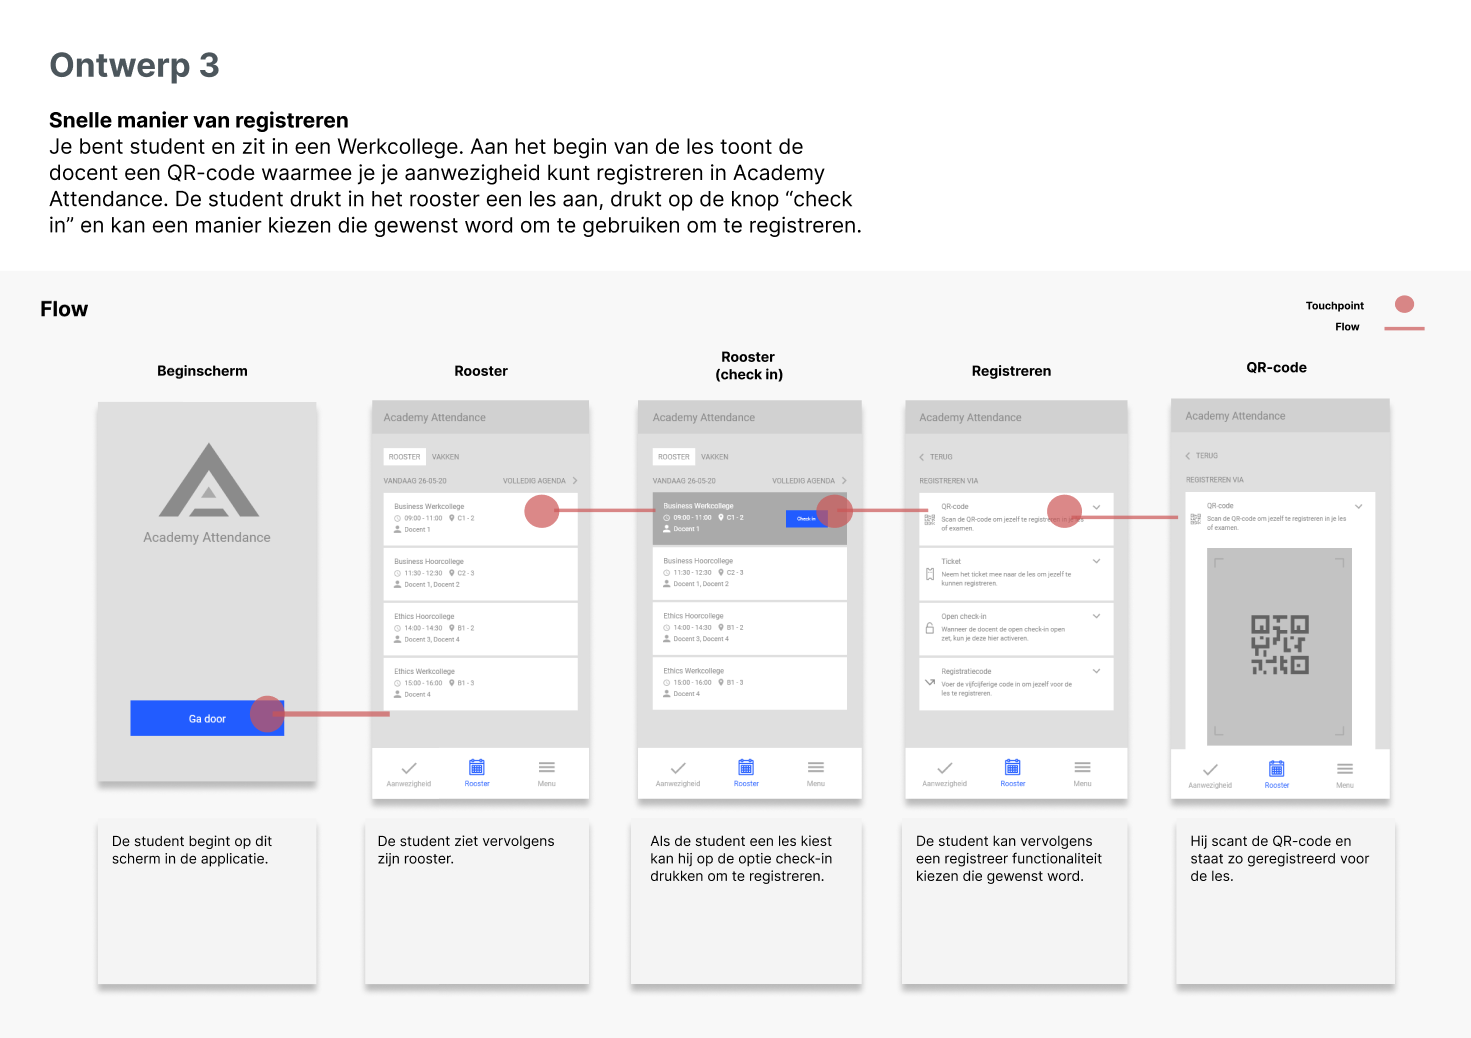 Ontwerp 3
Snelle manier van registreren
Je bent student en zit in een Werkcollege. Aan het begin van de les toont de
docent een QR-code waarmee je je aanwezigheid kunt registreren in Academy
Attendance. De student drukt in het rooster een les aan, drukt op de knop “check
in” en kan een manier kiezen die gewenst word om te gebruiken om te registreren.
Flow
Touchpoint
Flow
Beginscherm
Academy Attendance
Ga door
De student begint op dit
scherm in de applicatie.
Rooster
Academy Attendance
ROOSTER VAKKEN
VANDAAG 26-05-20 VOLLEDIG AGENDA
Business Werkcollege
09:00 - 11:00 C1 - 2
Docent 1
Business Hoorcollege
11:30 - 12:30 C2 - 3
Docent 1, Docent 2
Ethics Hoorcollege
14:00 - 14:30 B1 - 2
Docent 3, Docent 4
Ethics Werkcollege
15:00 - 16:00 B1 - 3
Docent 4
Aanwezigheid Rooster Menu
De student ziet vervolgens
zijn rooster.
Rooster
(check in)
Academy Attendance
ROOSTER VAKKEN
VANDAAG 26-05-20 VOLLEDIG AGENDA
Business Werkcollege
09:00 - 11:00 C1 - 2
Docent 1
Check in
Business Hoorcollege
11:30 - 12:30 C2 - 3
Docent 1, Docent 2
Ethics Hoorcollege
14:00 - 14:30 B1 - 2
Docent 3, Docent 4
Ethics Werkcollege
15:00 - 16:00 B1 - 3
Docent 4
Aanwezigheid Rooster Menu
Als de student een les kiest
kan hij op de optie check-in
drukken om te registreren.
Registreren
Academy Attendance
TERUG
REGISTREREN VIA
QR-code
Scan de QR-code om jezelf te registreren in je les
of examen.
Ticket
Neem het ticket mee naar de les om jezelf te
kunnen registreren.
Open check-in
Wanneer de docent de open check-in open
zet, kun je deze hier activeren.
Registratiecode
Voer de vijfcijferige code in om jezelf voor de
les te registreren.
Aanwezigheid Rooster Menu
De student kan vervolgens
een registreer functionaliteit
kiezen die gewenst word.
QR-code
Academy Attendance
TERUG
REGISTREREN VIA
QR-code
Scan de QR-code om jezelf te registreren in je les
of examen.
Aanwezigheid Rooster Menu
Hij scant de QR-code en
staat zo geregistreerd voor
de les.